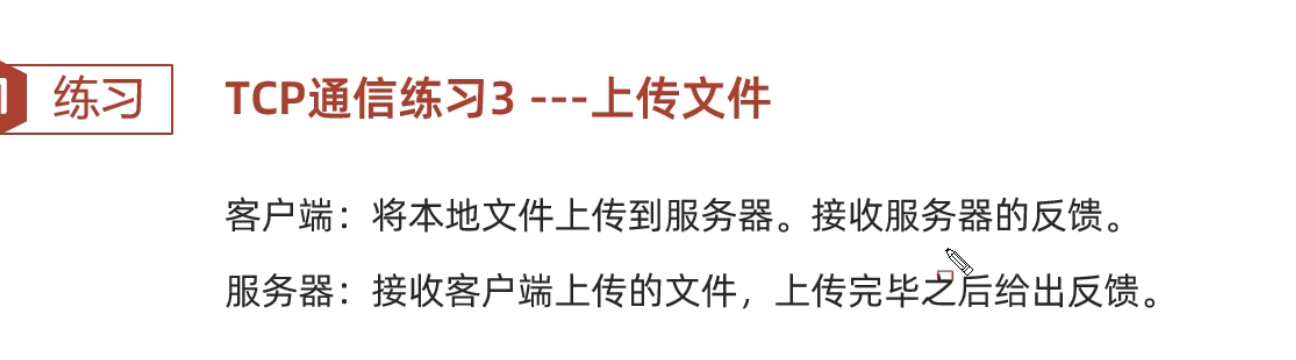 练习
TCP通信练习3 ---上传文件
客户端：将本地文件上传到服务器。接收服务器的反馈。
服务器：接收客户端上传的文件，上传完毕之后给出反馈。